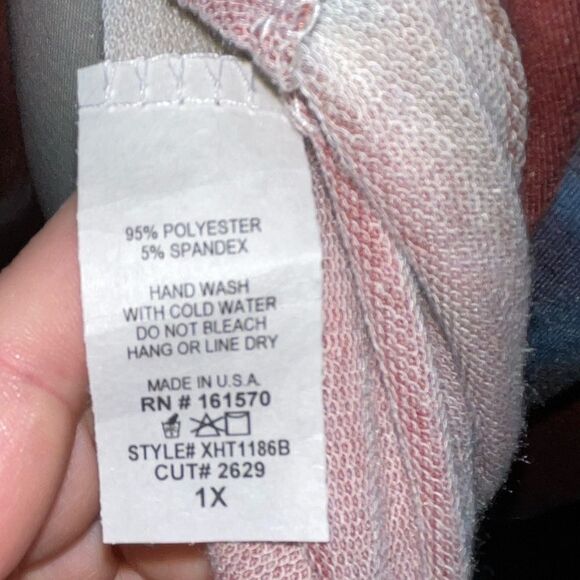 95% POLYESTER
5% SPANDEX
HAND WASH
WITH COLD WATER
DO NOT BLEACH
HANG OR LINE DRY
MADE IN U.S.A.
RN # 161570
STYLE# XHT1186B
CUT# 2629
1X